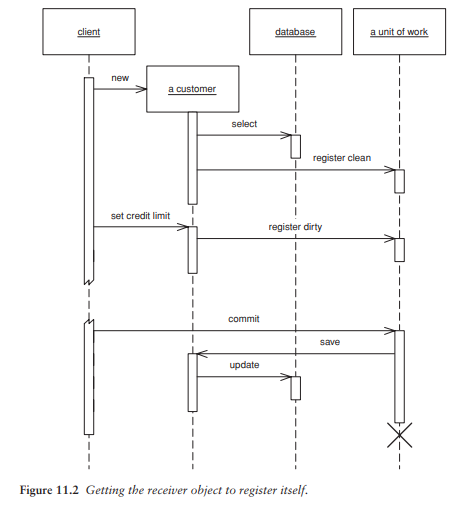 client
database
a unit of work
new
a customer
select
register clean
set credit limit
register dirty
commit
save
update
Figure 11.2 Getting the receiver object to register itself.